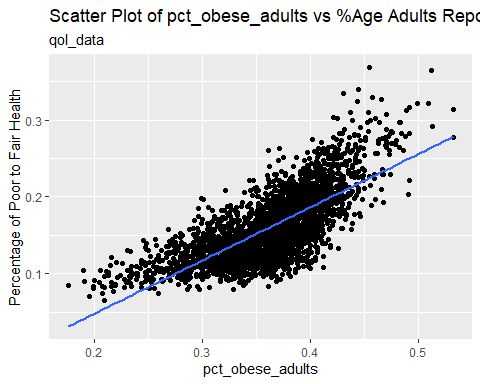 Scatter Plot of pct_obese_adults vs %Age Adults Repo
qol_data
Percentage of Poor to Fair Health
0.3
0.2
0.1
0.2 0.3 0.4 0.5
pct_obese_adults